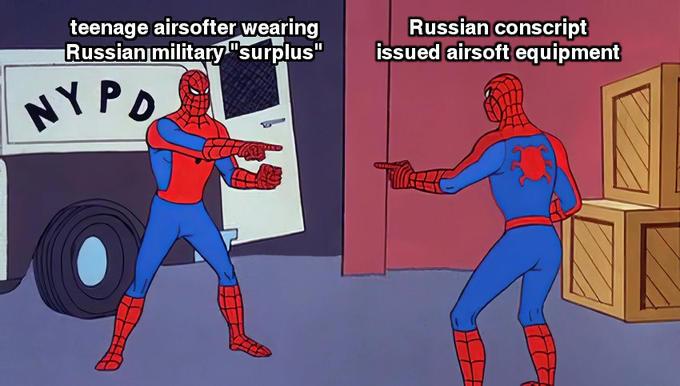 teenage airsofter wearing
Russian military "surplus"
Russian conscript
issued airsoft equipment
NYPD